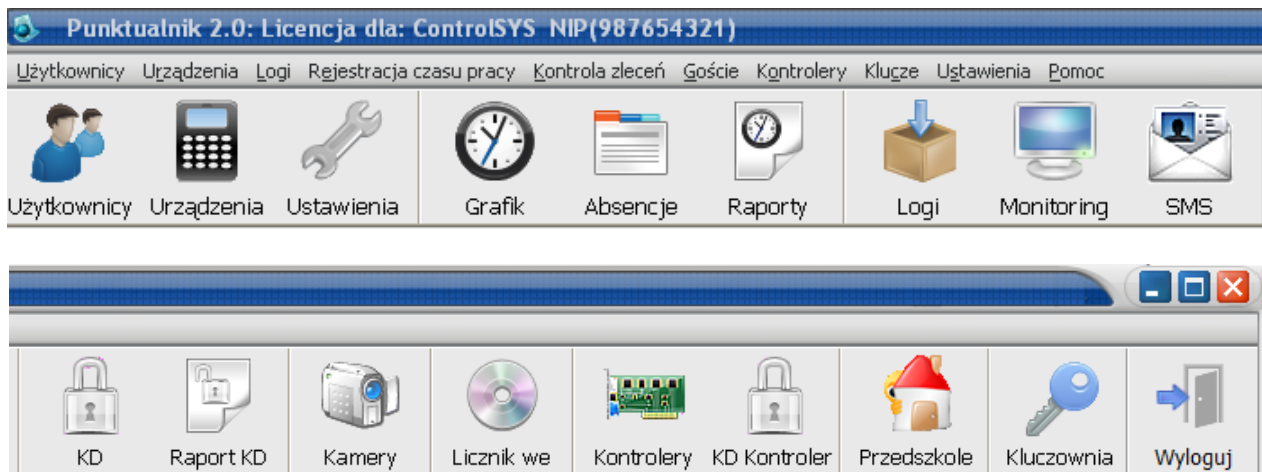 Punktualnik 2.0: Licencja dla: ControlSYS NIP(987654321)
Użytkownicy Urządzenia Logi Rejestracja czasu pracy Kontrola zleceń Goście Kontrolery Klucze Ustawienia Pomoc
Użytkownicy Urządzenia Ustawienia Grafik Absencje Raporty Logi Monitoring SMS
KD Raport KD Kamery Licznik we Kontrolery KD Kontroler Przedszkole Kluczownia Wyloguj